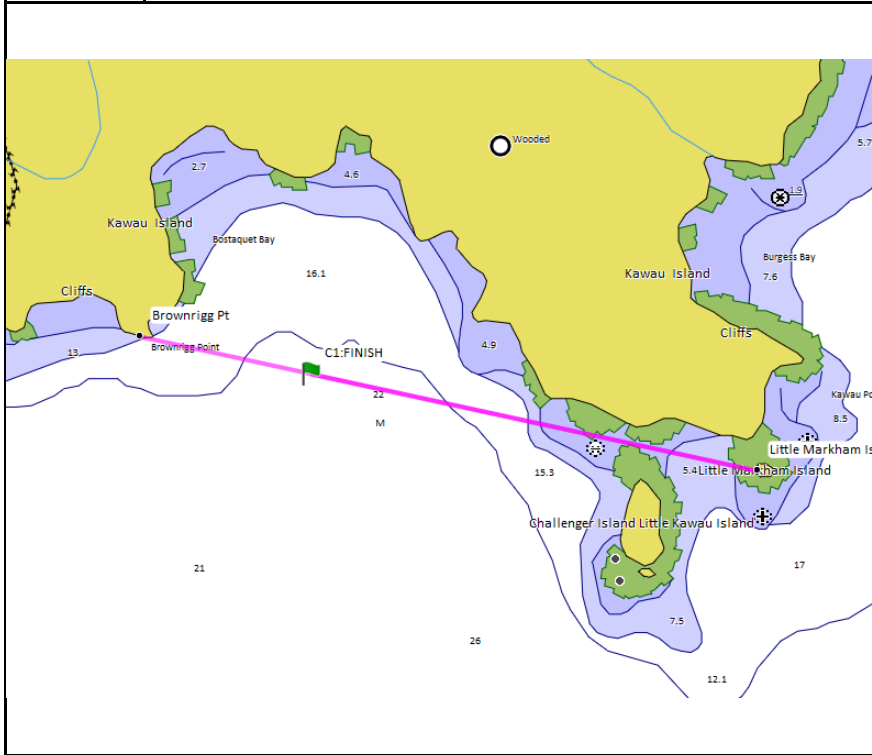 Wooded
5.7
2.7
4.6
1.9
Kawau Island
Bostaquet Bay
Burgess Bay
16.1
Kawau Island
7.6
Cliffs
Brownrigg Pt
Cliffs
Brownrigg Point
4.9
13
C1:FINISH
22
Kawau Po
M
8.5
Little Markham Is
15.3
5.4
Little Markham Island
Challenger Island Little Kawau Island
21
17
7.5
26
12.1